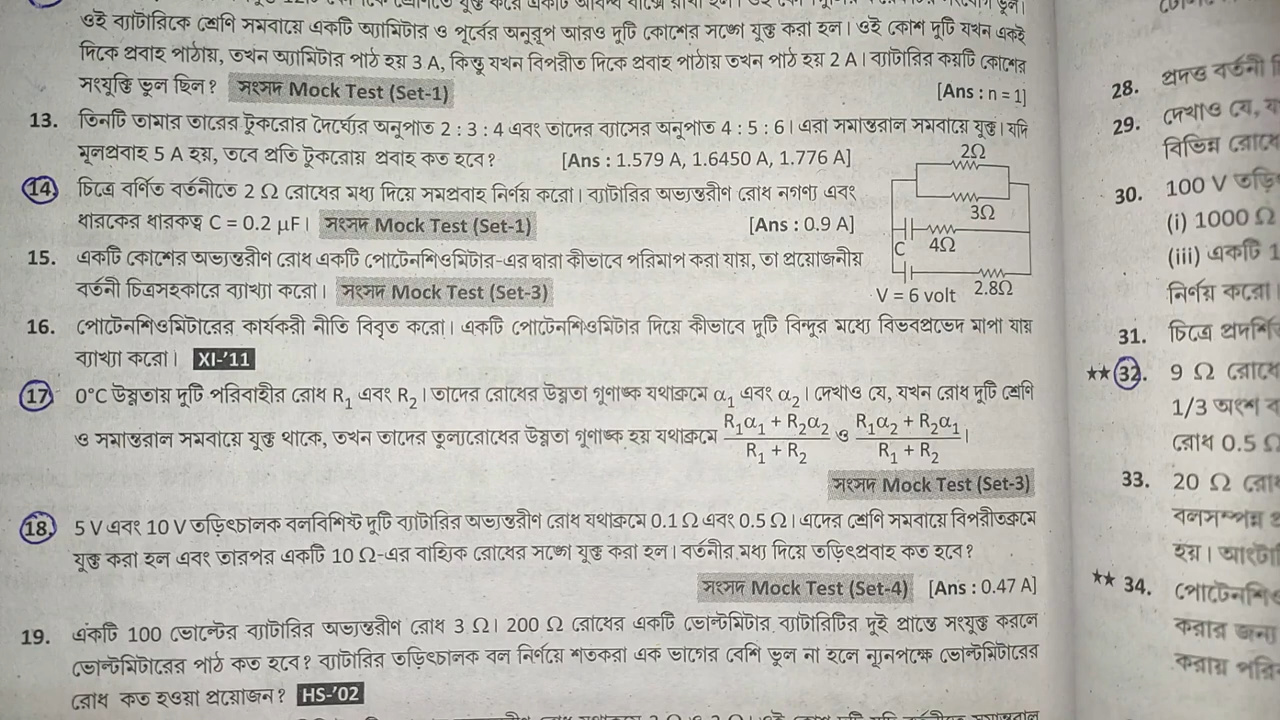 ওই ব্যাটারিকে শ্রেণি সমবায়ে একটি অ্যামিটার ও পূর্বের অনুরূপ আরও দুটি কোশের সঙ্গে যুক্ত করা হল। ওই কোশ দুটি যখন একই
দিকে প্রবাহ পাঠায়, তখন অ্যামিটার পাঠ হয় 3 A, কিন্তু যখন বিপরীত দিকে প্রবাহ পাঠায় তখন পাঠ হয় 2 A। ব্যাটারির কয়টি কোশের
সংযুক্তি ভুল ছিল? সংসদ Mock Test (Set-1) [Ans : n = 1]
13. তিনটি তামার তারের টুকরোর দৈর্ঘ্যের অনুপাত 2 : 3 : 4 এবং তাদের ব্যাসের অনুপাত 4 : 5 : 6। এরা সমান্তরাল সমবায়ে যুক্ত। যদি
মূলপ্রবাহ 5 A হয়, তবে প্রতি টুকরোয় প্রবাহ কত হবে? [Ans : 1.579 A, 1.6450 A, 1.776 A]
14. চিত্রে বর্ণিত বর্তনীতে 2 Ω রোধের মধ্য দিয়ে সমপ্রবাহ নির্ণয় করো। ব্যাটারির অভ্যন্তরীণ রোধ নগণ্য এবং
ধারকের ধারকত্ব C = 0.2 μF। সংসদ Mock Test (Set-1) [Ans : 0.9 A]
2Ω
3Ω
C 4Ω
V = 6 volt 2.8Ω
15. একটি কোশের অভ্যন্তরীণ রোধ একটি পোটেনশিওমিটার-এর দ্বারা কীভাবে পরিমাপ করা যায়, তা প্রয়োজনীয়
বর্তনী চিত্রসহকারে ব্যাখ্যা করো। সংসদ Mock Test (Set-3)
16. পোটেনশিওমিটারের কার্যকরী নীতি বিবৃত করো। একটি পোটেনশিওমিটার দিয়ে কীভাবে দুটি বিন্দুর মধ্যে বিভবপ্রভেদ মাপা যায়
ব্যাখ্যা করো। XI-'11
17. 0°C উষ্ণতায় দুটি পরিবাহীর রোধ R₁ এবং R₂। তাদের রোধের উষ্ণতা গুণাঙ্ক যথাক্রমে α₁ এবং α₂। দেখাও যে, যখন রোধ দুটি শ্রেণি
ও সমান্তরাল সমবায়ে যুক্ত থাকে, তখন তাদের তুল্যরোধের উষ্ণতা গুণাঙ্ক হয় যথাক্রমে (R₁α₁ + R₂α₂)/(R₁ + R₂) ও (R₁α₂ + R₂α₁)/(R₁ + R₂)।
সংসদ Mock Test (Set-3)
18. 5 V এবং 10 V তড়িৎচালক বলবিশিষ্ট দুটি ব্যাটারির অভ্যন্তরীণ রোধ যথাক্রমে 0.1 Ω এবং 0.5 Ω। এদের শ্রেণি সমবায়ে বিপরীতক্রমে
যুক্ত করা হল এবং তারপর একটি 10 Ω-এর বাহ্যিক রোধের সঙ্গে যুক্ত করা হল। বর্তনীর মধ্য দিয়ে তড়িৎপ্রবাহ কত হবে?
সংসদ Mock Test (Set-4) [Ans : 0.47 A]
19. একটি 100 ভোল্টের ব্যাটারির অভ্যন্তরীণ রোধ 3 Ω। 200 Ω রোধের একটি ভোল্টমিটার ব্যাটারিটির দুই প্রান্তে সংযুক্ত করলে
ভোল্টমিটারের পাঠ কত হবে? ব্যাটারির তড়িৎচালক বল নির্ণয়ে শতকরা এক ভাগের বেশি ভুল না হলে ন্যূনপক্ষে ভোল্টমিটারের
রোধ কত হওয়া প্রয়োজন? HS-'02
28. প্রদত্ত বর্তনী
29. দেখাও যে,
বিভিন্ন রোধে
30. 100 V তড়ি
(i) 1000 Ω
(iii) একটি 1
নির্ণয় করো।
31. চিত্রে প্রদর্শি
★★ 32. 9 Ω রোধে
1/3 অংশ
রোধ 0.5 Ω
33. 20 Ω রোধ
বলসম্পন্ন
হয়।
★★ 34. পোটেনশিও
করার জন্য
করায়